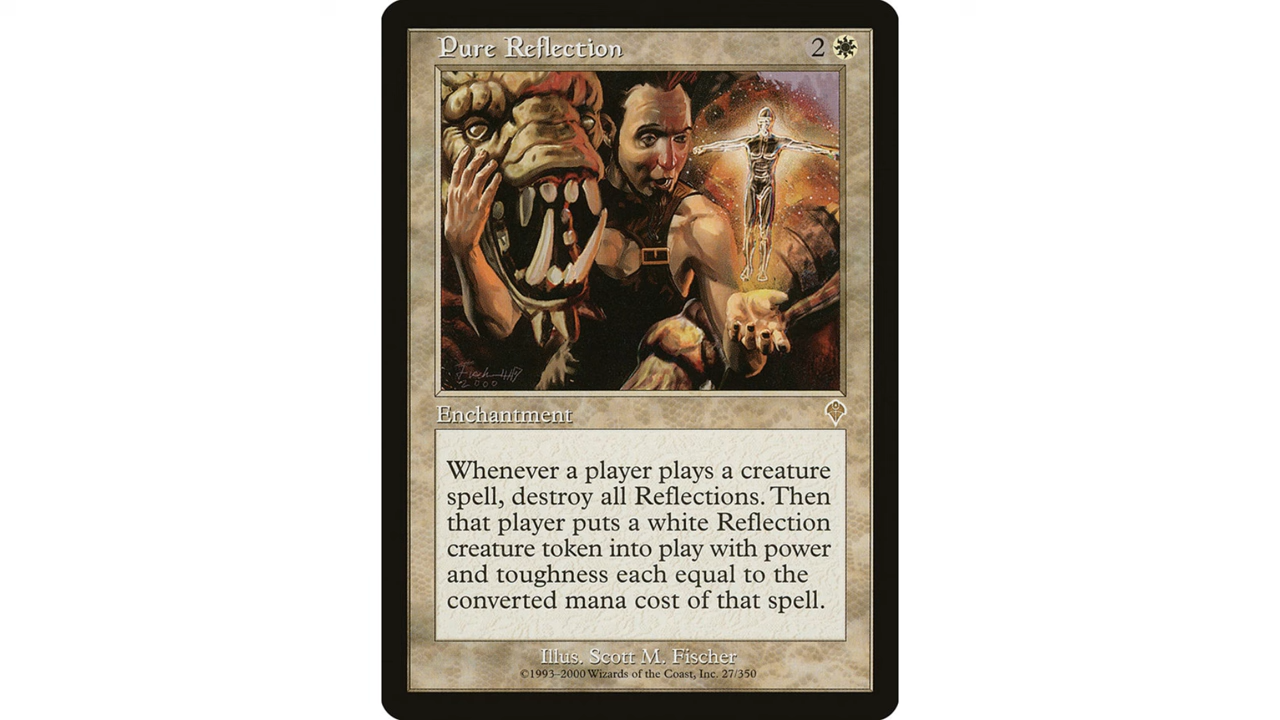 Pure Reflection 2
Enchantment
Whenever a player plays a creature
spell, destroy all Reflections. Then
that player puts a white Reflection
creature token into play with power
and toughness each equal to the
converted mana cost of that spell.
Illus. Scott M. Fischer
©1993–2000 Wizards of the Coast, Inc. 27/350